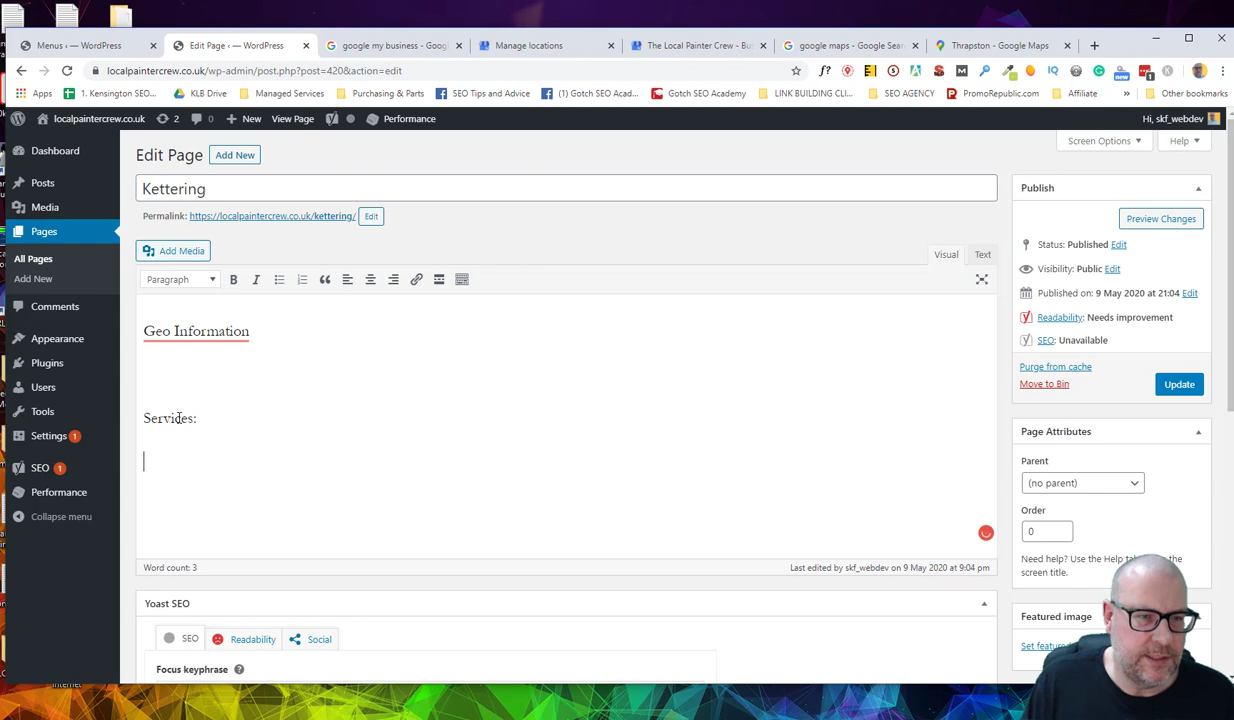 Menus ‹ — WordPress
Edit Page ‹ — WordPress
google my business - Goog
Manage locations
The Local Painter Crew - Bu
google maps - Google Sear
Thrapston - Google Maps
localpaintercrew.co.uk/wp-admin/post.php?post=420&action=edit
Apps
1. Kensington SEO...
KLB Drive
Managed Services
Purchasing & Parts
SEO Tips and Advice
(1) Gotch SEO Acad...
Gotch SEO Academy
LINK BUILDING CLI...
SEO AGENCY
PromoRepublic.com
Affiliate
Other bookmarks
localpaintercrew.co.uk
2
0
New
View Page
Performance
Hi, skf_webdev
Dashboard
Posts
Media
Pages
All Pages
Add New
Comments
Appearance
Plugins
Users
Tools
Settings 1
SEO 1
Performance
Collapse menu
Screen Options
Help
Edit Page
Add New
Kettering
Permalink: https://localpaintercrew.co.uk/kettering/ Edit
Add Media
Visual
Text
Paragraph
Geo Information
Services:
Word count: 3
Last edited by skf_webdev on 9 May 2020 at 9:04 pm
Yoast SEO
SEO
Readability
Social
Focus keyphrase
Publish
Preview Changes
Status: Published Edit
Visibility: Public Edit
Published on: 9 May 2020 at 21:04 Edit
Readability: Needs improvement
SEO: Unavailable
Purge from cache
Move to Bin
Update
Page Attributes
Parent
(no parent)
Order
0
Need help? Use the Help
screen title.
Featured image